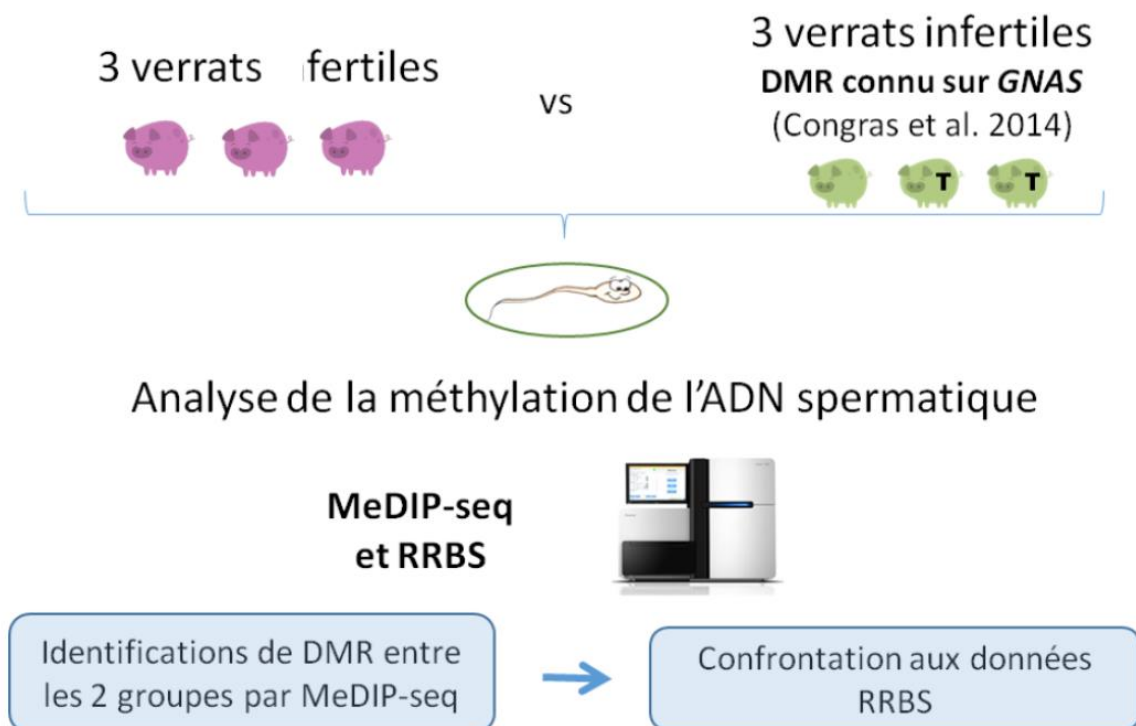 3 verrats fertiles
vs
3 verrats infertiles
DMR connu sur GNAS
(Congras et al. 2014)
T
T
Analyse de la méthylation de l'ADN spermatique
MeDIP-seq
et RRBS
Identifications de DMR entre
les 2 groupes par MeDIP-seq
Confrontation aux données
RRBS